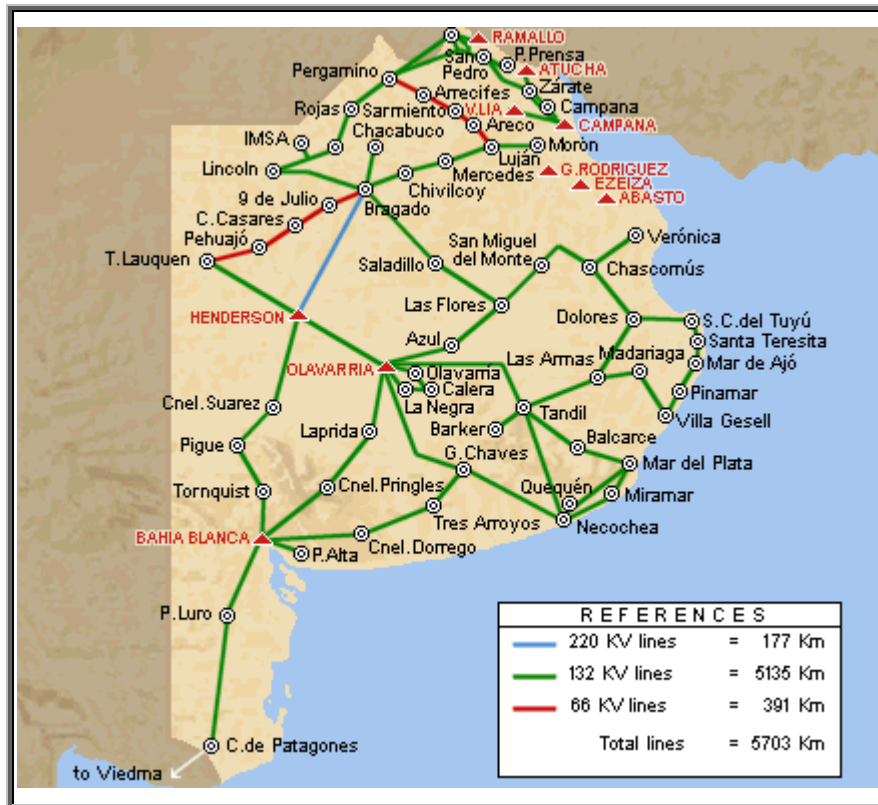 RAMALLO
San
Pedro
P.Prensa
ATUCHA
Pergamino
Zárate
Arrecifes
Rojas
Sarmiento
V.LIA
Campana
CAMPANA
IMSA
Chacabuco
Areco
Morón
Lincoln
Luján
Mercedes
G.RODRIGUEZ
EZEIZA
ABASTO
9 de Julio
Chivilcoy
Bragado
C.Casares
Pehuajó
T.Lauquen
San Miguel
del Monte
Verónica
Saladillo
Chascomús
Las Flores
HENDERSON
Dolores
S.C.del Tuyú
Santa Teresita
Azul
Las Armas
Madariaga
Mar de Ajó
OLAVARRIA
Olavarría
Calera
Pinamar
La Negra
Villa Gesell
Cnel.Suarez
Tandil
Laprida
Barker
Balcarce
Pigue
G.Chaves
Mar del Plata
Tornquist
Cnel.Pringles
Quequén
Miramar
Tres Arroyos
Necochea
BAHIA BLANCA
P.Alta
Cnel.Dorrego
P.Luro
C.de Patagones
to Viedma
REFERENCES
220 KV lines = 177 Km
132 KV lines = 5135 Km
66 KV lines = 391 Km
Total lines = 5703 Km